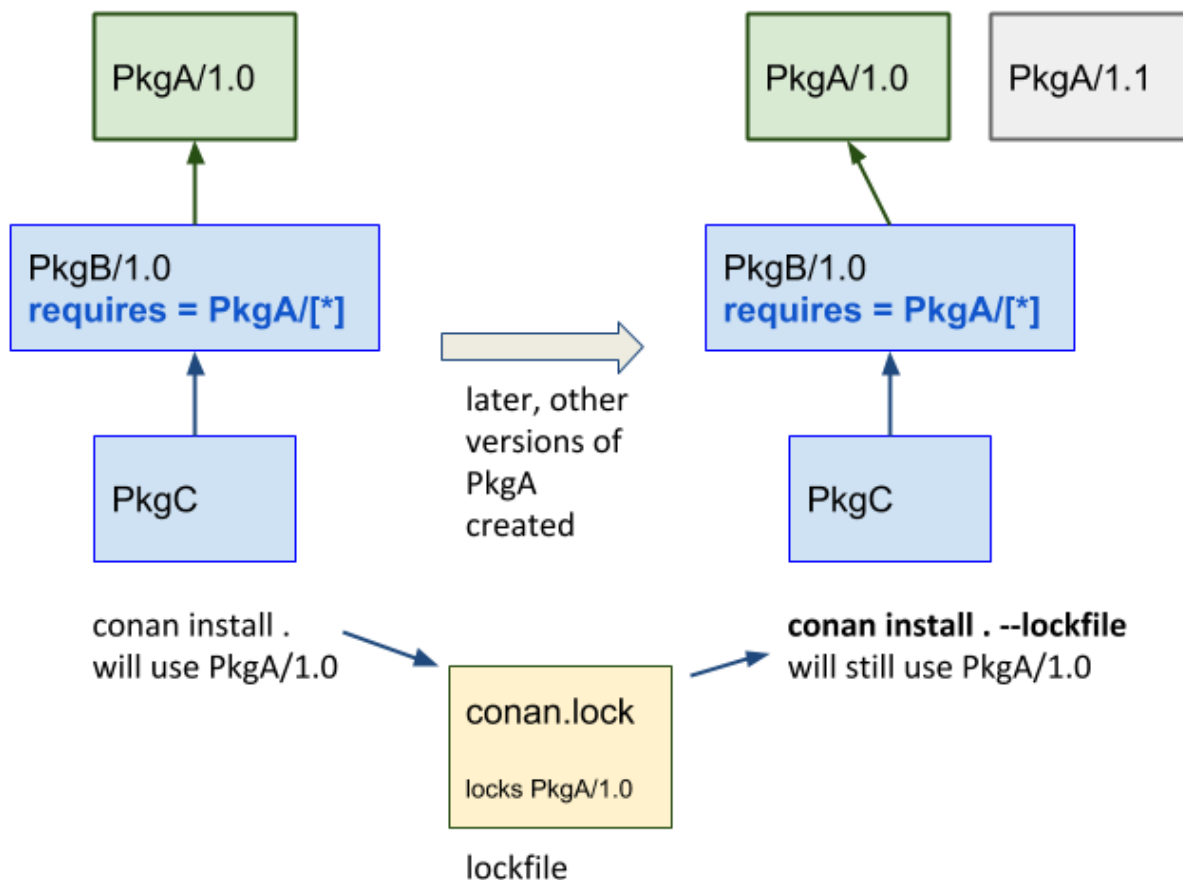 PkgA/1.0
PkgA/1.0
PkgA/1.1
PkgB/1.0
requires = PkgA/[*]
PkgB/1.0
requires = PkgA/[*]
later, other
versions of
PkgA
created
PkgC
PkgC
conan install .
will use PkgA/1.0
conan install . --lockfile
will still use PkgA/1.0
conan.lock
locks PkgA/1.0
lockfile